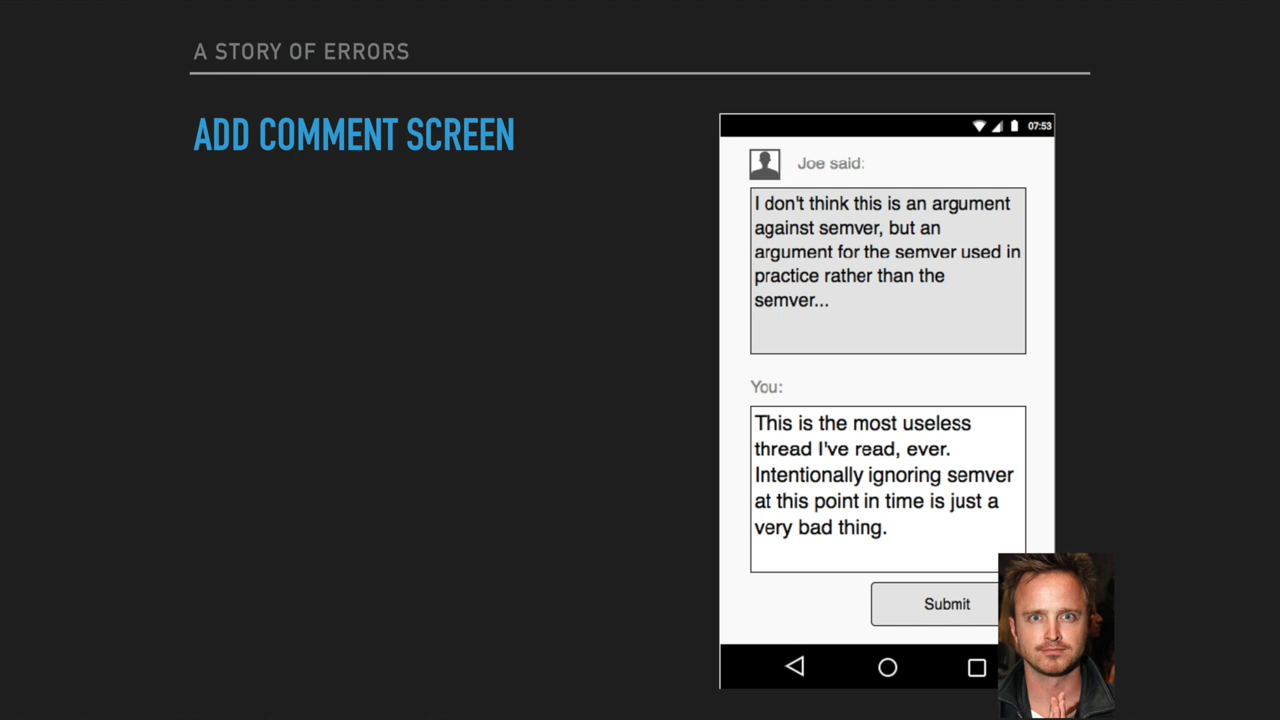 A STORY OF ERRORS
ADD COMMENT SCREEN
07:53
Joe said:
I don't think this is an argument
against semver, but an
argument for the semver used in
practice rather than the
semver...
You:
This is the most useless
thread I've read, ever.
Intentionally ignoring semver
at this point in time is just a
very bad thing.
Submit